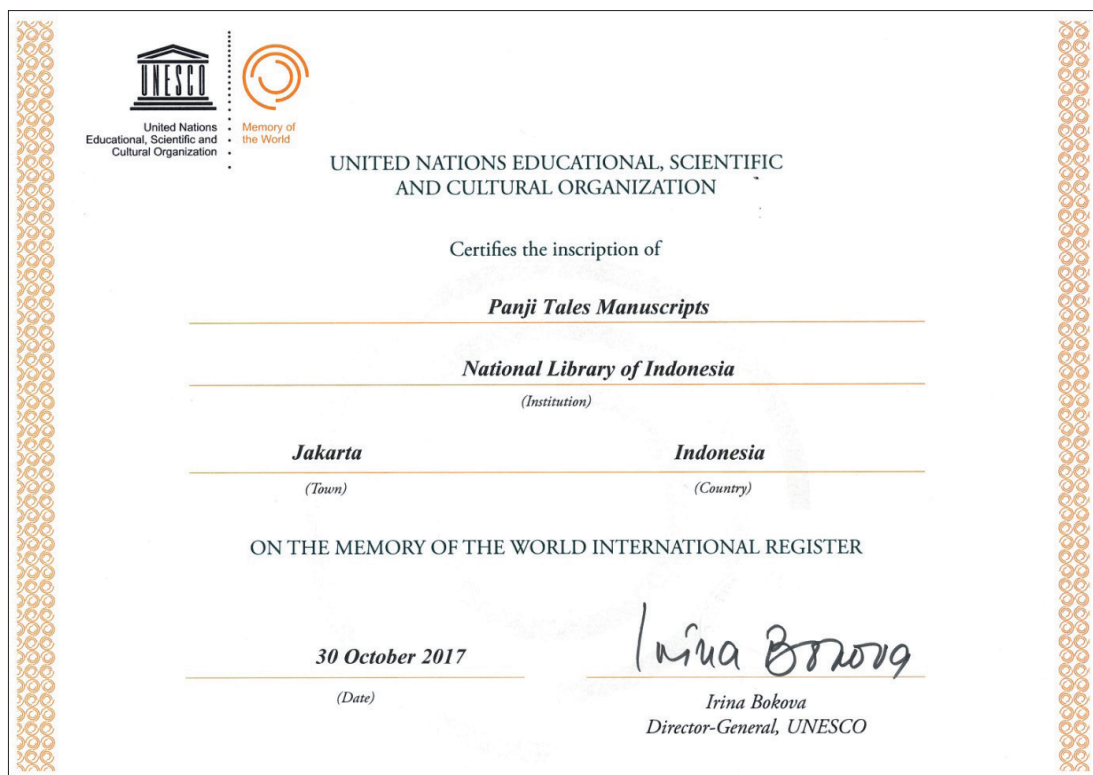 UNESCO
United Nations
Educational, Scientific and
Cultural Organization
Memory of
the World
UNITED NATIONS EDUCATIONAL, SCIENTIFIC
AND CULTURAL ORGANIZATION
Certifies the inscription of
Panji Tales Manuscripts
National Library of Indonesia
(Institution)
Jakarta Indonesia
(Town) (Country)
ON THE MEMORY OF THE WORLD INTERNATIONAL REGISTER
Irina Bokova
30 October 2017
(Date)
Irina Bokova
Director-General, UNESCO